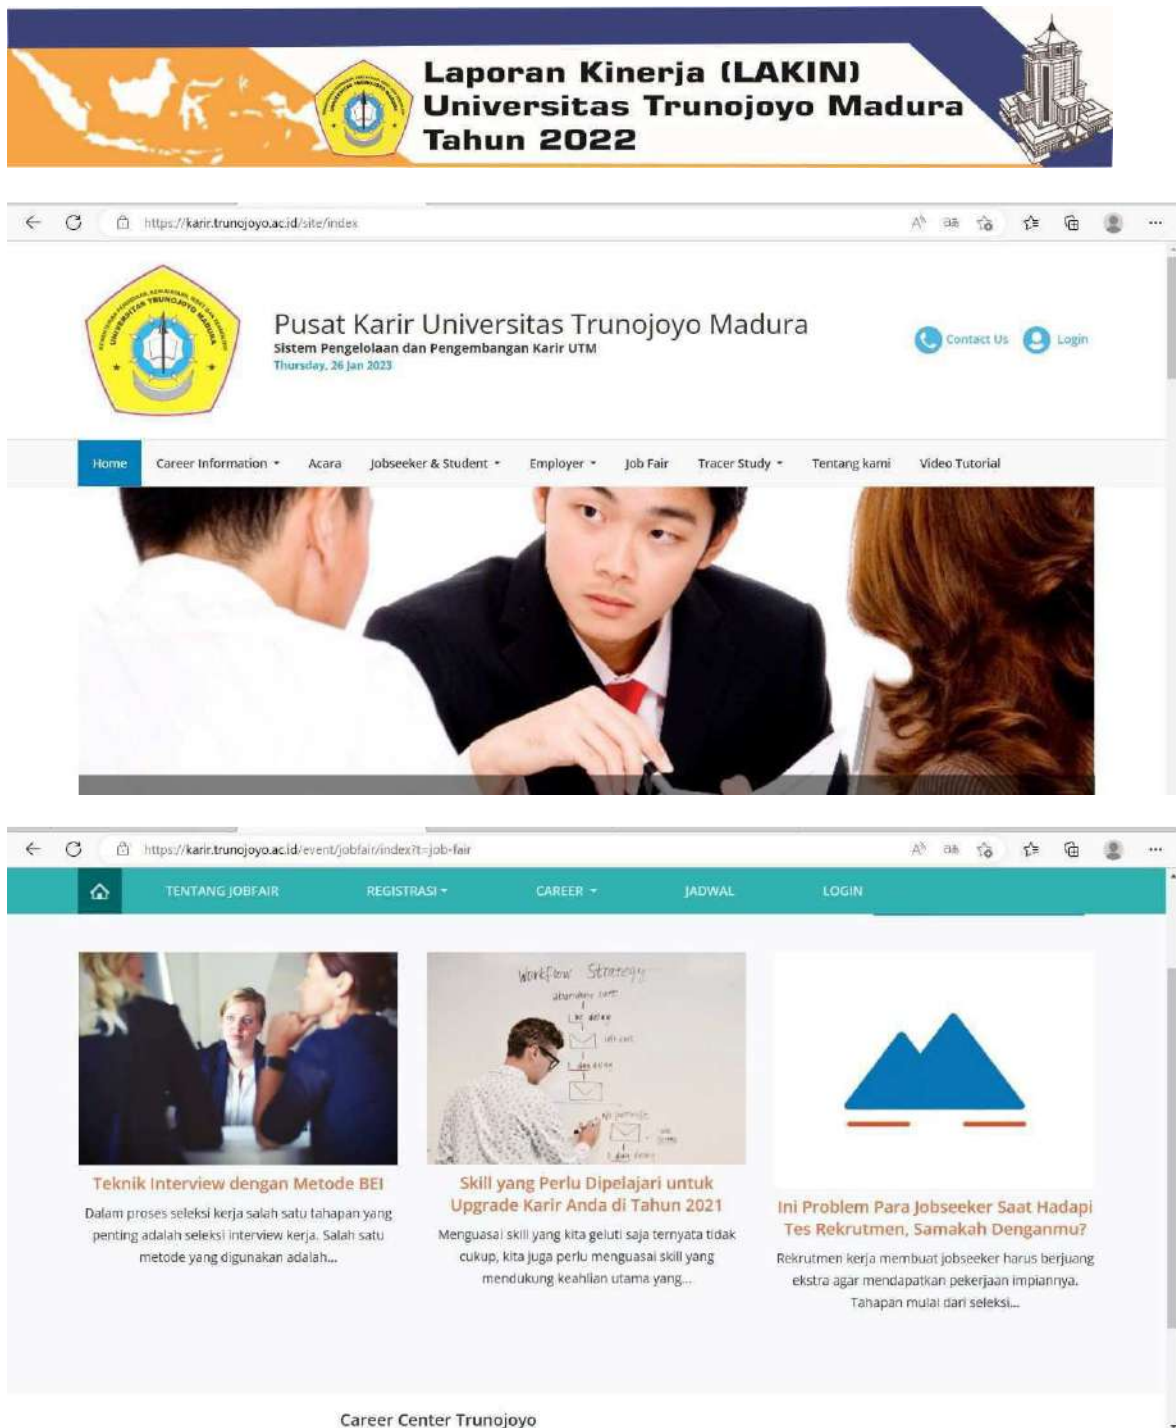 Laporan Kinerja (LAKIN)
Universitas Trunojoyo Madura
Tahun 2022
https://karir.trunojoyo.ac.id/site/index
UNIVERSITAS TRUNOJOYO MADURA
Pusat Karir Universitas Trunojoyo Madura
Sistem Pengelolaan dan Pengembangan Karir UTM
Thursday, 26 Jan 2023
Contact Us Login
Home Career Information Acara Jobseeker & Student Employer Job Fair Tracer Study Tentang kami Video Tutorial
https://karir.trunojoyo.ac.id/event/jobfair/index?t=job-fair
TENTANG JOBFAIR REGISTRASI CAREER JADWAL LOGIN
Workflow Strategy
Teknik Interview dengan Metode BEI
Dalam proses seleksi kerja salah satu tahapan yang
penting adalah seleksi interview kerja. Salah satu
metode yang digunakan adalah...
Skill yang Perlu Dipelajari untuk
Upgrade Karir Anda di Tahun 2021
Menguasai skill yang kita geluti saja ternyata tidak
cukup, kita juga perlu menguasai skill yang
mendukung keahlian utama yang...
Ini Problem Para Jobseeker Saat Hadapi
Tes Rekrutmen, Samakah Denganmu?
Rekrutmen kerja membuat jobseeker harus berjuang
ekstra agar mendapatkan pekerjaan impiannya.
Tahapan mulai dari seleksi...
Career Center Trunojoyo